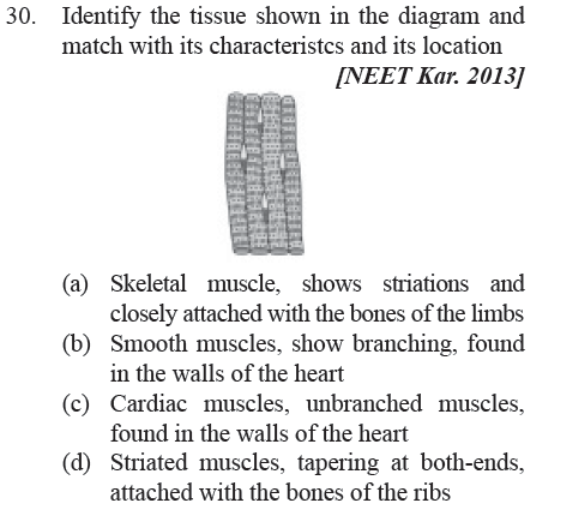 30. Identify the tissue shown in the diagram and
match with its characteristcs and its location
[NEET Kar. 2013]
(a) Skeletal muscle, shows striations and
closely attached with the bones of the limbs
(b) Smooth muscles, show branching, found
in the walls of the heart
(c) Cardiac muscles, unbranched muscles,
found in the walls of the heart
(d) Striated muscles, tapering at both-ends,
attached with the bones of the ribs